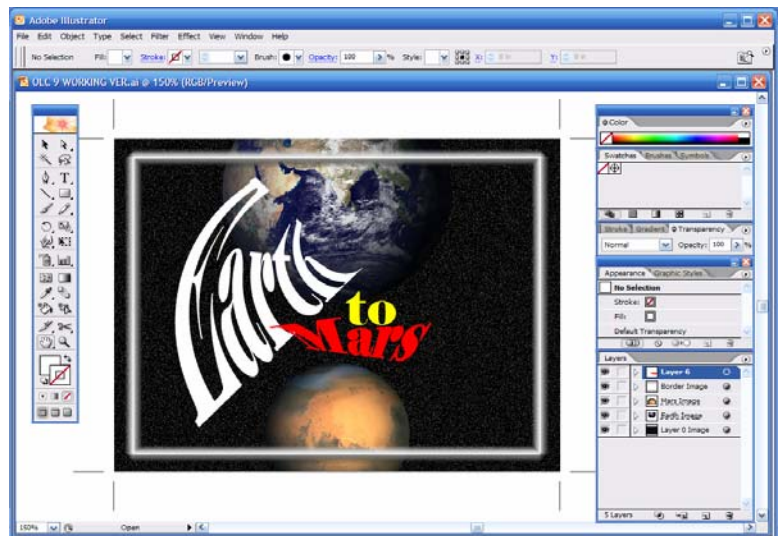 Adobe Illustrator
File Edit Object Type Select Filter Effect View Window Help
No Selection Fill: Stroke: Brush: Opacity: 100 % Style: X: Y:
OLC 9 WORKING VER.ai @ 150% (RGB/Preview)
Color
Swatches Brushes Symbols
Stroke Gradient Transparency
Normal Opacity: 100 %
Appearance Graphic Styles
No Selection
Stroke:
Fill:
Default Transparency
Layers
Layer 6
Border Image
Mars Image
Earth Image
Layer 0 Image
5 Layers
Earth
to
Mars
150% Open